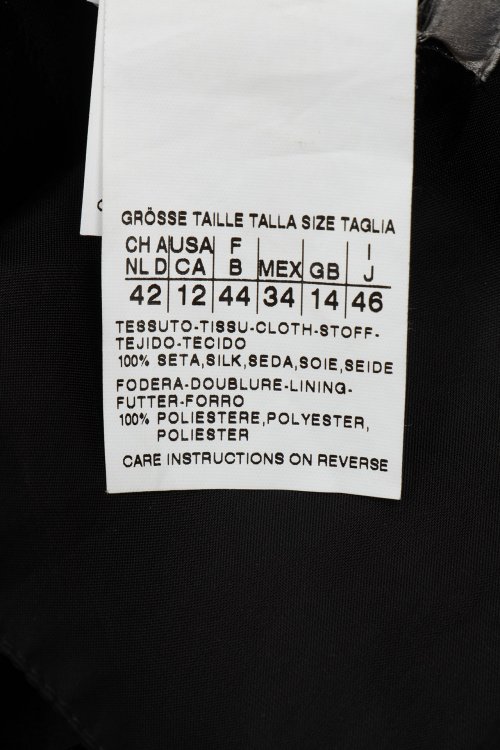 GRÖSSE TAILLE TALLA SIZE TAGLIA
CH A USA F I
NL D CA B MEX GB J
42 12 44 34 14 46
TESSUTO-TISSU-CLOTH-STOFF-
TEJIDO-TECIDO
100% SETA,SILK,SEDA,SOIE,SEIDE
FODERA-DOUBLURE-LINING-
FUTTER-FORRO
100% POLIESTERE,POLYESTER,
POLIESTER
CARE INSTRUCTIONS ON REVERSE